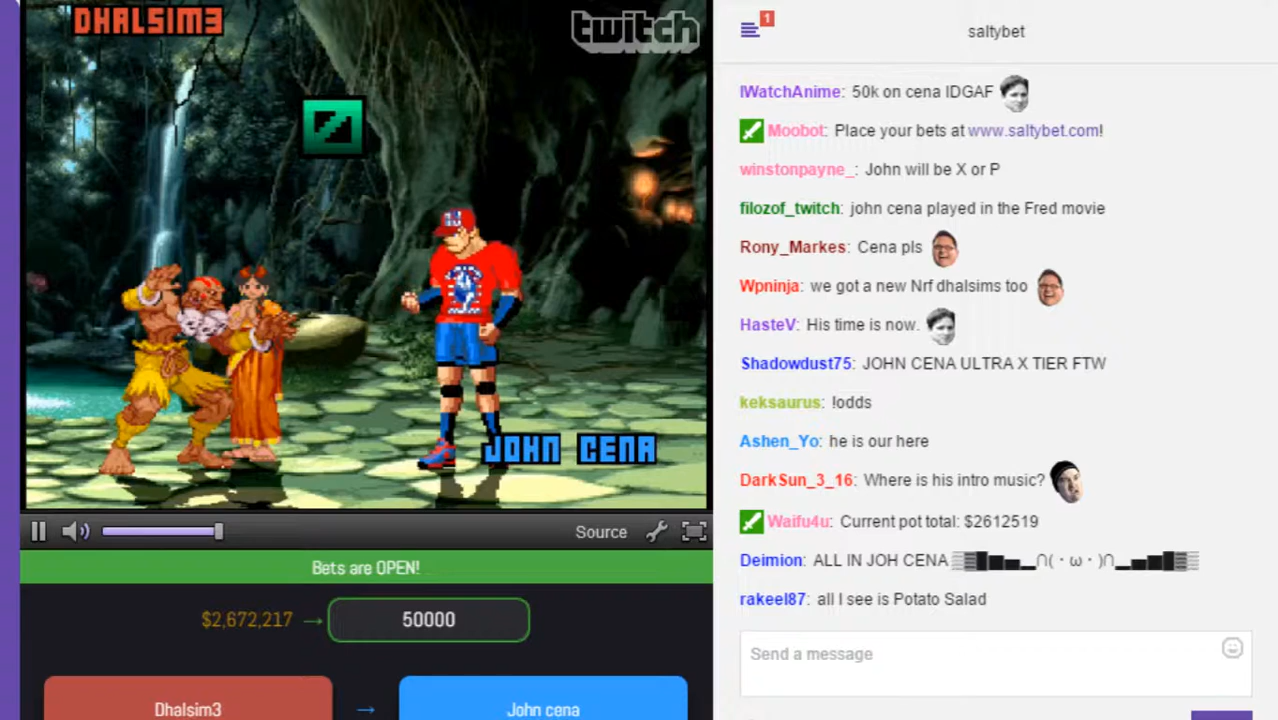 DHALSIM3
twitch
JOHN CENA
Source
Bets are OPEN!
$2,672,217 → 50000
Dhalsim3 → John cena
1
saltybet
IWatchAnime: 50k on cena IDGAF
Moobot: Place your bets at www.saltybet.com!
winstonpayne_: John will be X or P
filozof_twitch: john cena played in the Fred movie
Rony_Markes: Cena pls
Wpninja: we got a new Nrf dhalsims too
HasteV: His time is now.
Shadowdust75: JOHN CENA ULTRA X TIER FTW
keksaurus: !odds
Ashen_Yo: he is our here
DarkSun_3_16: Where is his intro music?
Waifu4u: Current pot total: $2612519
Deimion: ALL IN JOH CENA ▒▓█▅▄▂∩(・ω・)∩▂▄▅█▓▒
rakeel87: all I see is Potato Salad
Send a message